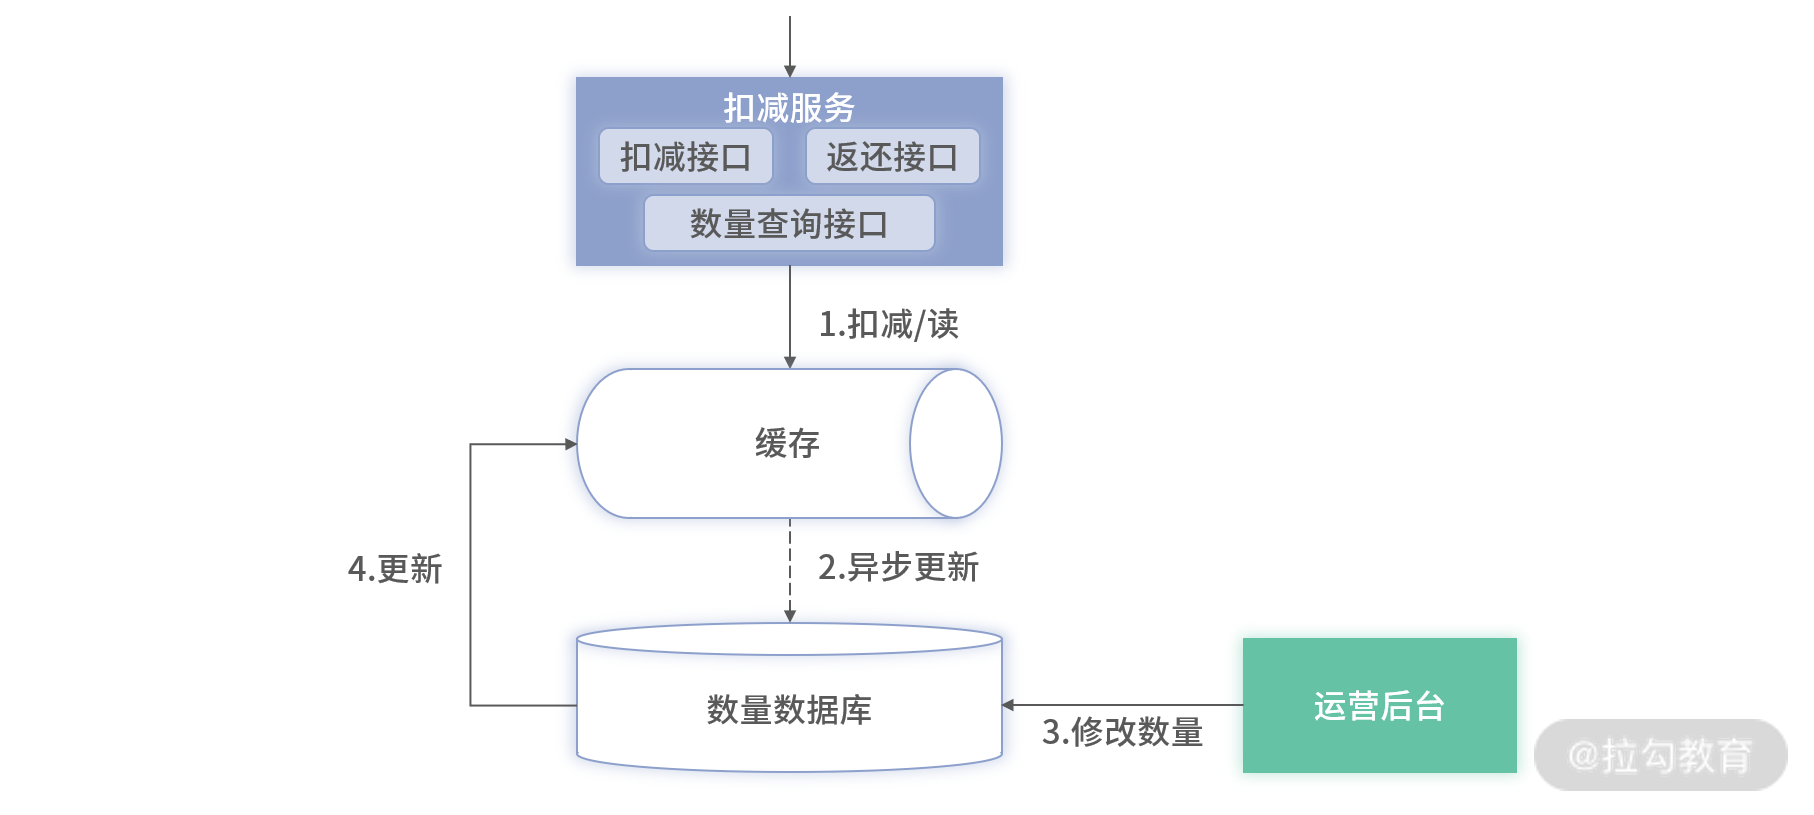 扣减服务
扣减接口
返还接口
数量查询接口
1.扣减/读
缓存
4.更新
2.异步更新
数量数据库
3.修改数量
运营后台
@拉勾教育